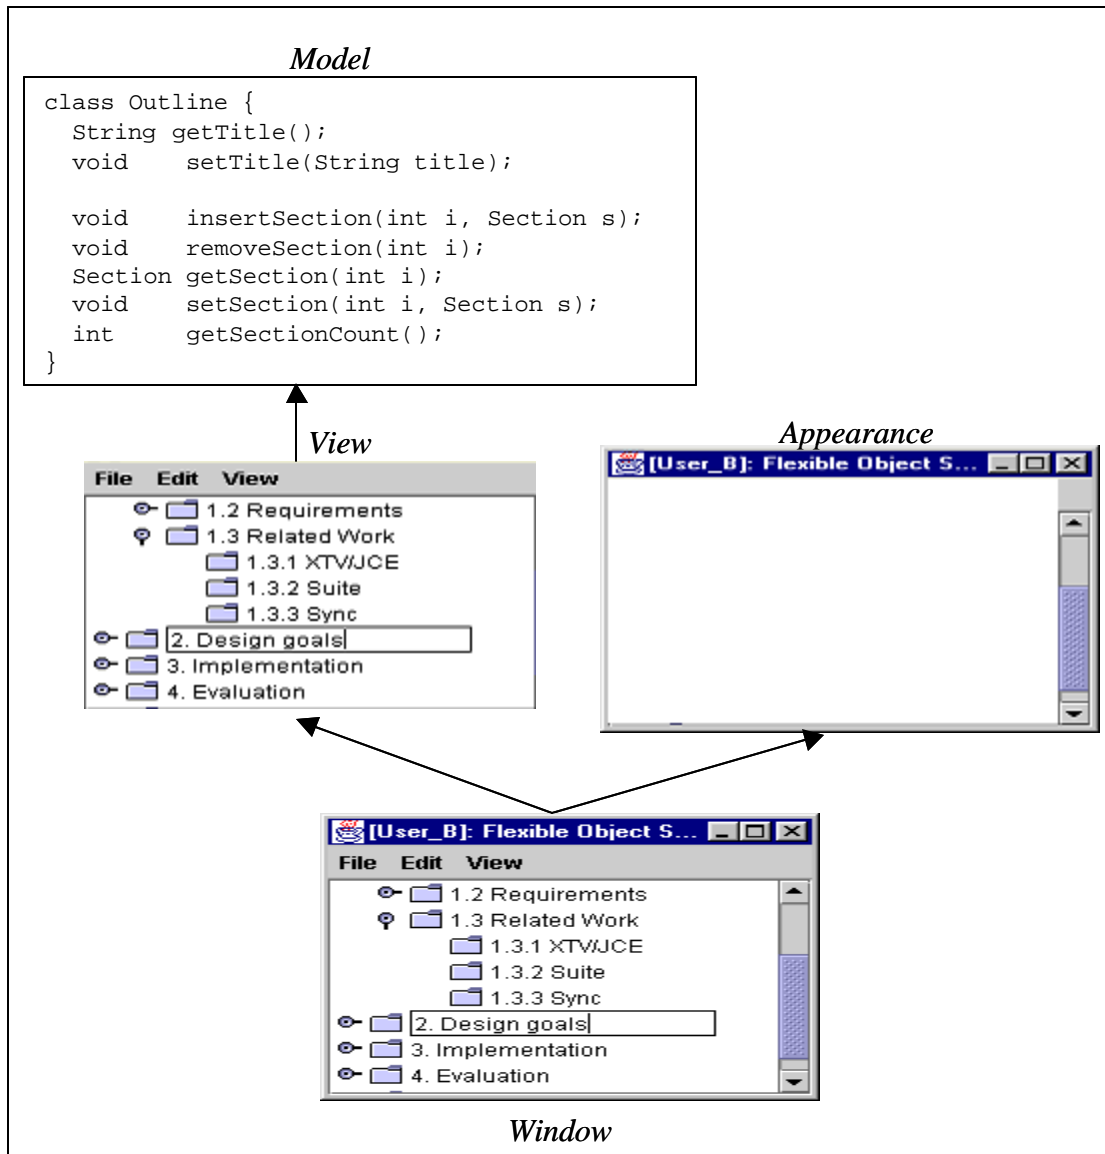 Model
class Outline {
String getTitle();
void setTitle(String title);
void insertSection(int i, Section s);
void removeSection(int i);
Section getSection(int i);
void setSection(int i, Section s);
int getSectionCount();
}
View
File Edit View
1.2 Requirements
1.3 Related Work
1.3.1 XTV/JCE
1.3.2 Suite
1.3.3 Sync
2. Design goals
3. Implementation
4. Evaluation
Appearance
[User_B]: Flexible Object S...
[User_B]: Flexible Object S...
File Edit View
1.2 Requirements
1.3 Related Work
1.3.1 XTV/JCE
1.3.2 Suite
1.3.3 Sync
2. Design goals
3. Implementation
4. Evaluation
Window